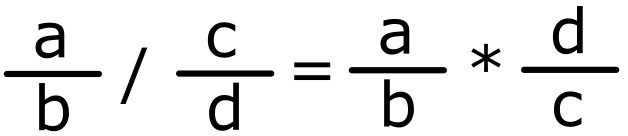 a/b / c/d = a/b * d/c